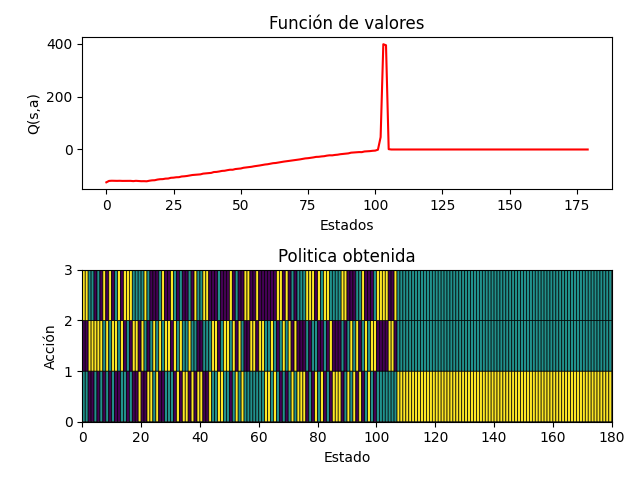 Función de valores
Q(s,a)
400
200
0
0 25 50 75 100 125 150 175
Estados
Politica obtenida
Acción
3
2
1
0
0 20 40 60 80 100 120 140 160 180
Estado